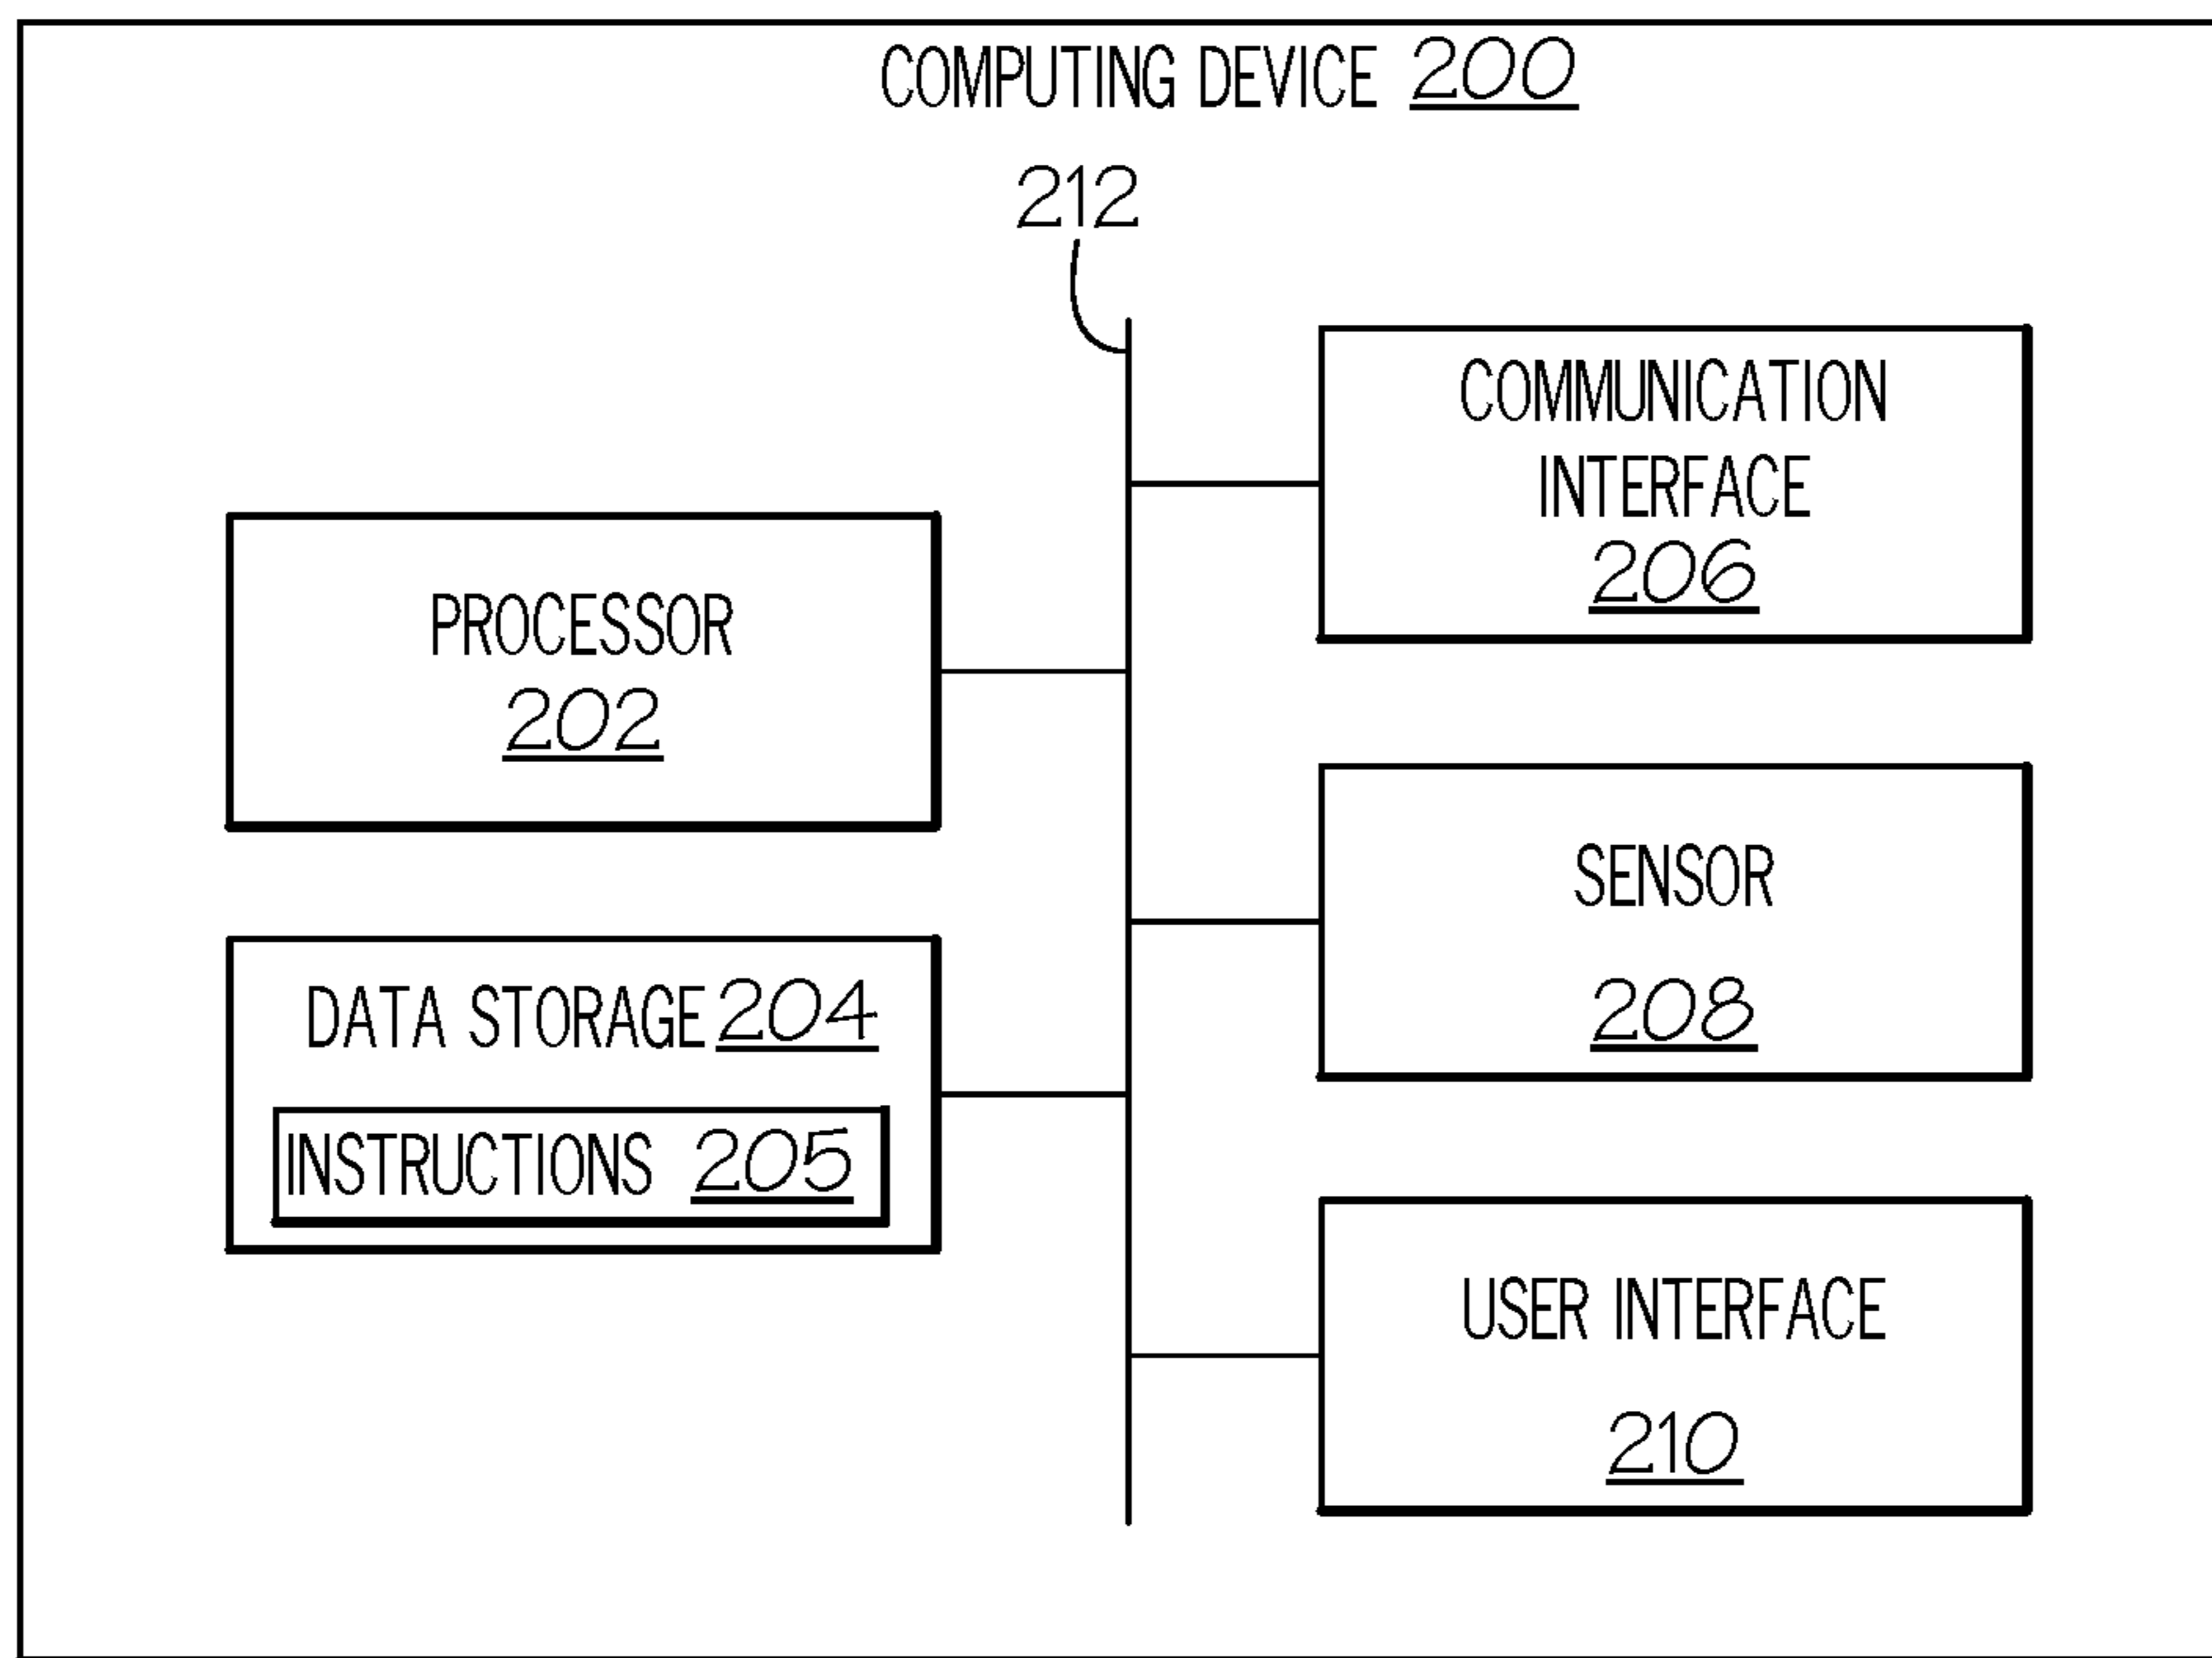 COMPUTING DEVICE 200
212
COMMUNICATION
INTERFACE
206
PROCESSOR
202
SENSOR
208
DATA STORAGE 204
INSTRUCTIONS 205
USER INTERFACE
210